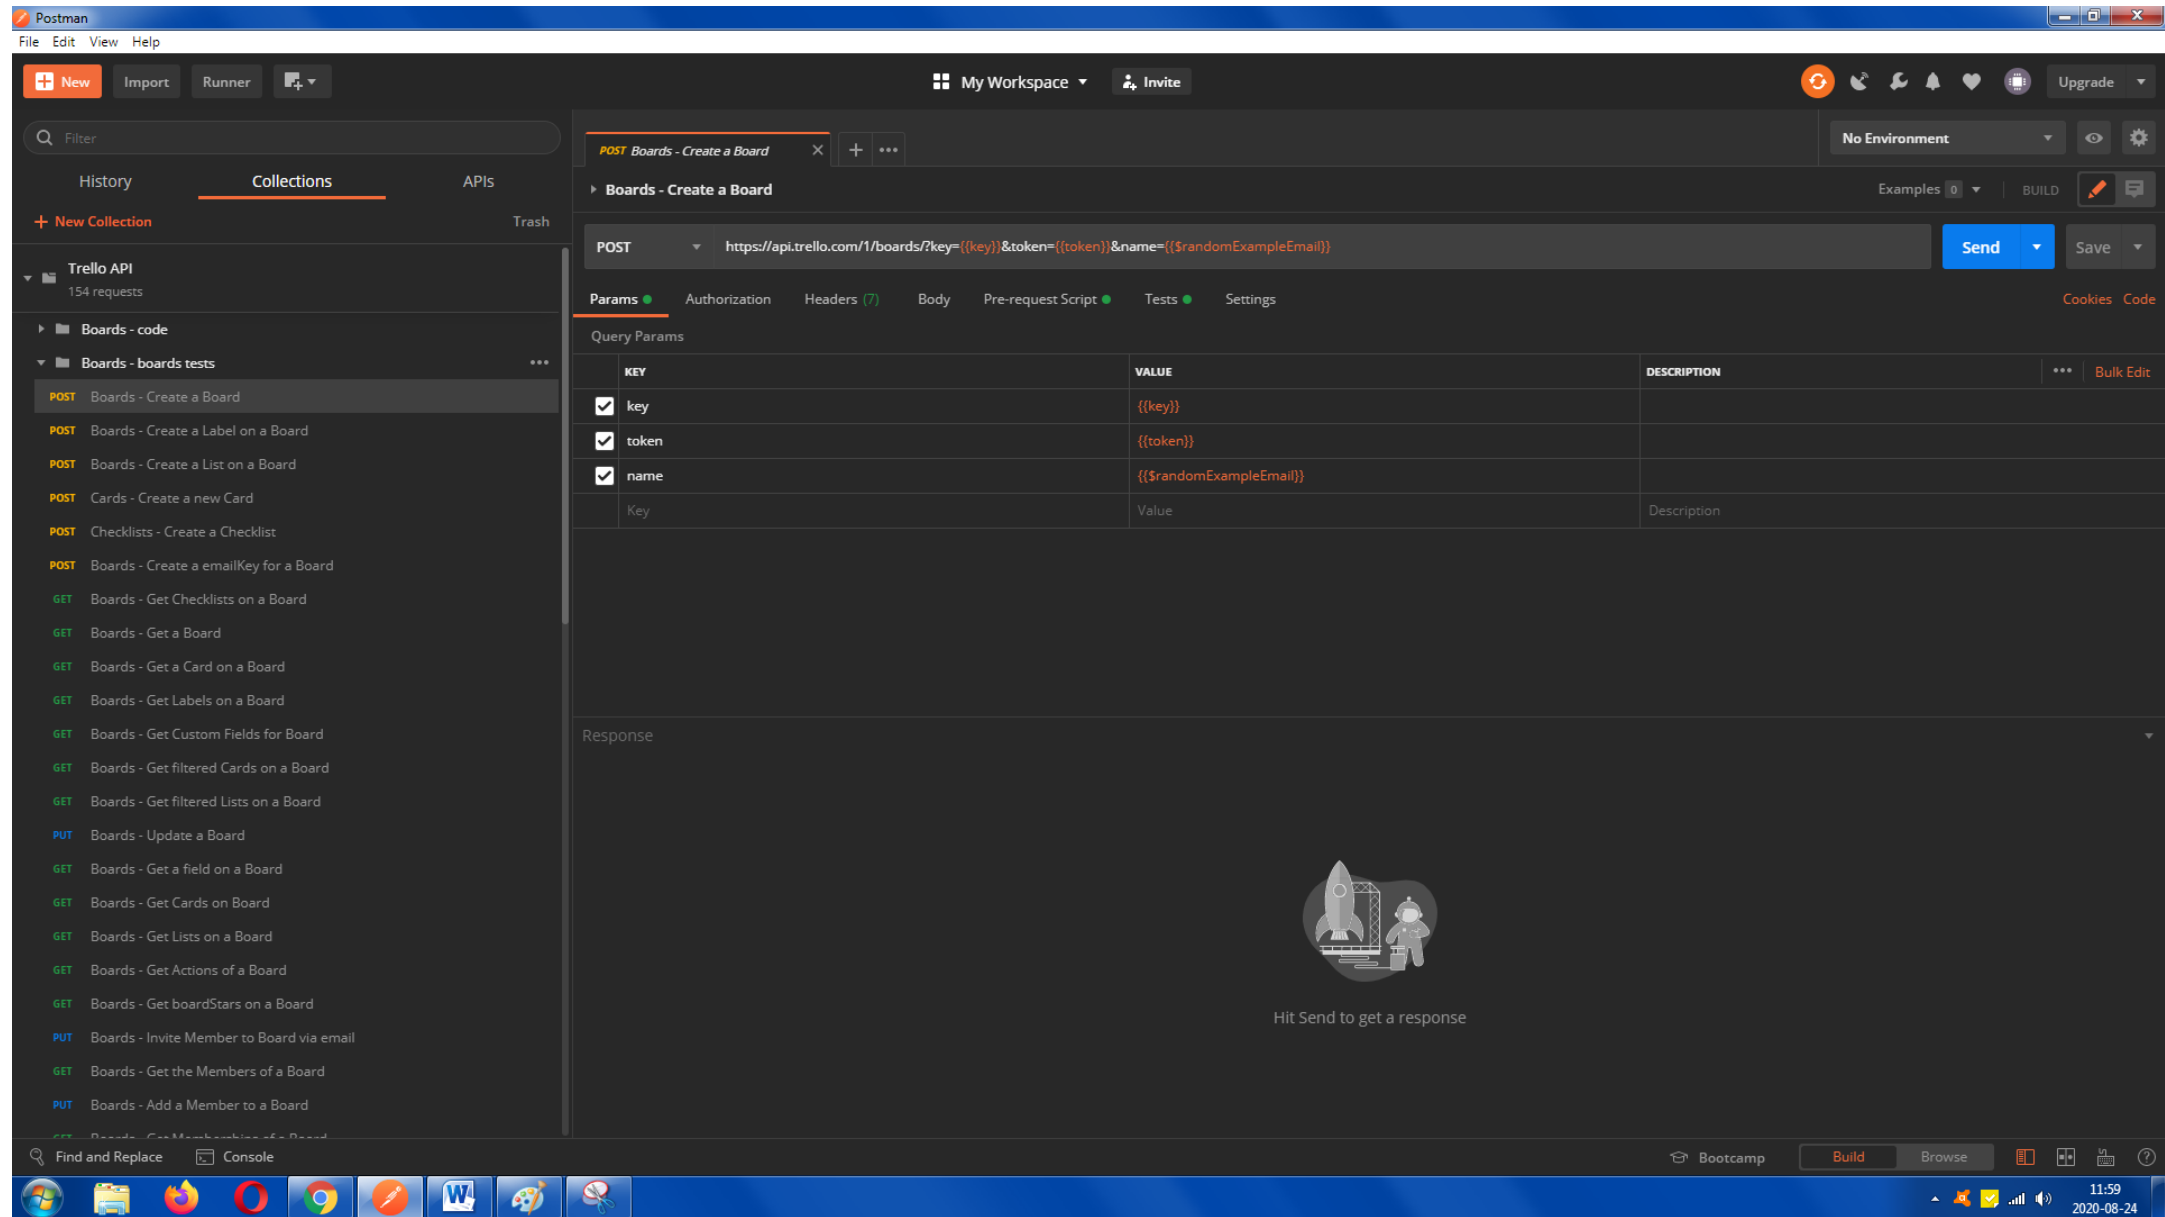 Postman
File Edit View Help
New Import Runner My Workspace Invite Upgrade
Filter
History Collections APIs
+ New Collection Trash
Trello API
154 requests
Boards - code
Boards - boards tests
POST Boards - Create a Board
POST Boards - Create a Label on a Board
POST Boards - Create a List on a Board
POST Cards - Create a new Card
POST Checklists - Create a Checklist
POST Boards - Create a emailKey for a Board
GET Boards - Get Checklists on a Board
GET Boards - Get a Board
GET Boards - Get a Card on a Board
GET Boards - Get Labels on a Board
GET Boards - Get Custom Fields for Board
GET Boards - Get filtered Cards on a Board
GET Boards - Get filtered Lists on a Board
PUT Boards - Update a Board
GET Boards - Get a field on a Board
GET Boards - Get Cards on Board
GET Boards - Get Lists on a Board
GET Boards - Get Actions of a Board
GET Boards - Get boardStars on a Board
PUT Boards - Invite Member to Board via email
GET Boards - Get the Members of a Board
PUT Boards - Add a Member to a Board
GET Boards - Get Memberships of a Board
POST Boards - Create a Board
No Environment
Boards - Create a Board Examples 0 BUILD
POST https://api.trello.com/1/boards/?key={{key}}&token={{token}}&name={{$randomExampleEmail}} Send Save
Params Authorization Headers (7) Body Pre-request Script Tests Settings Cookies Code
Query Params
KEY VALUE DESCRIPTION Bulk Edit
key {{key}}
token {{token}}
name {{$randomExampleEmail}}
Key Value Description
Response
Hit Send to get a response
Find and Replace Console Bootcamp Build Browse
11:59
2020-08-24